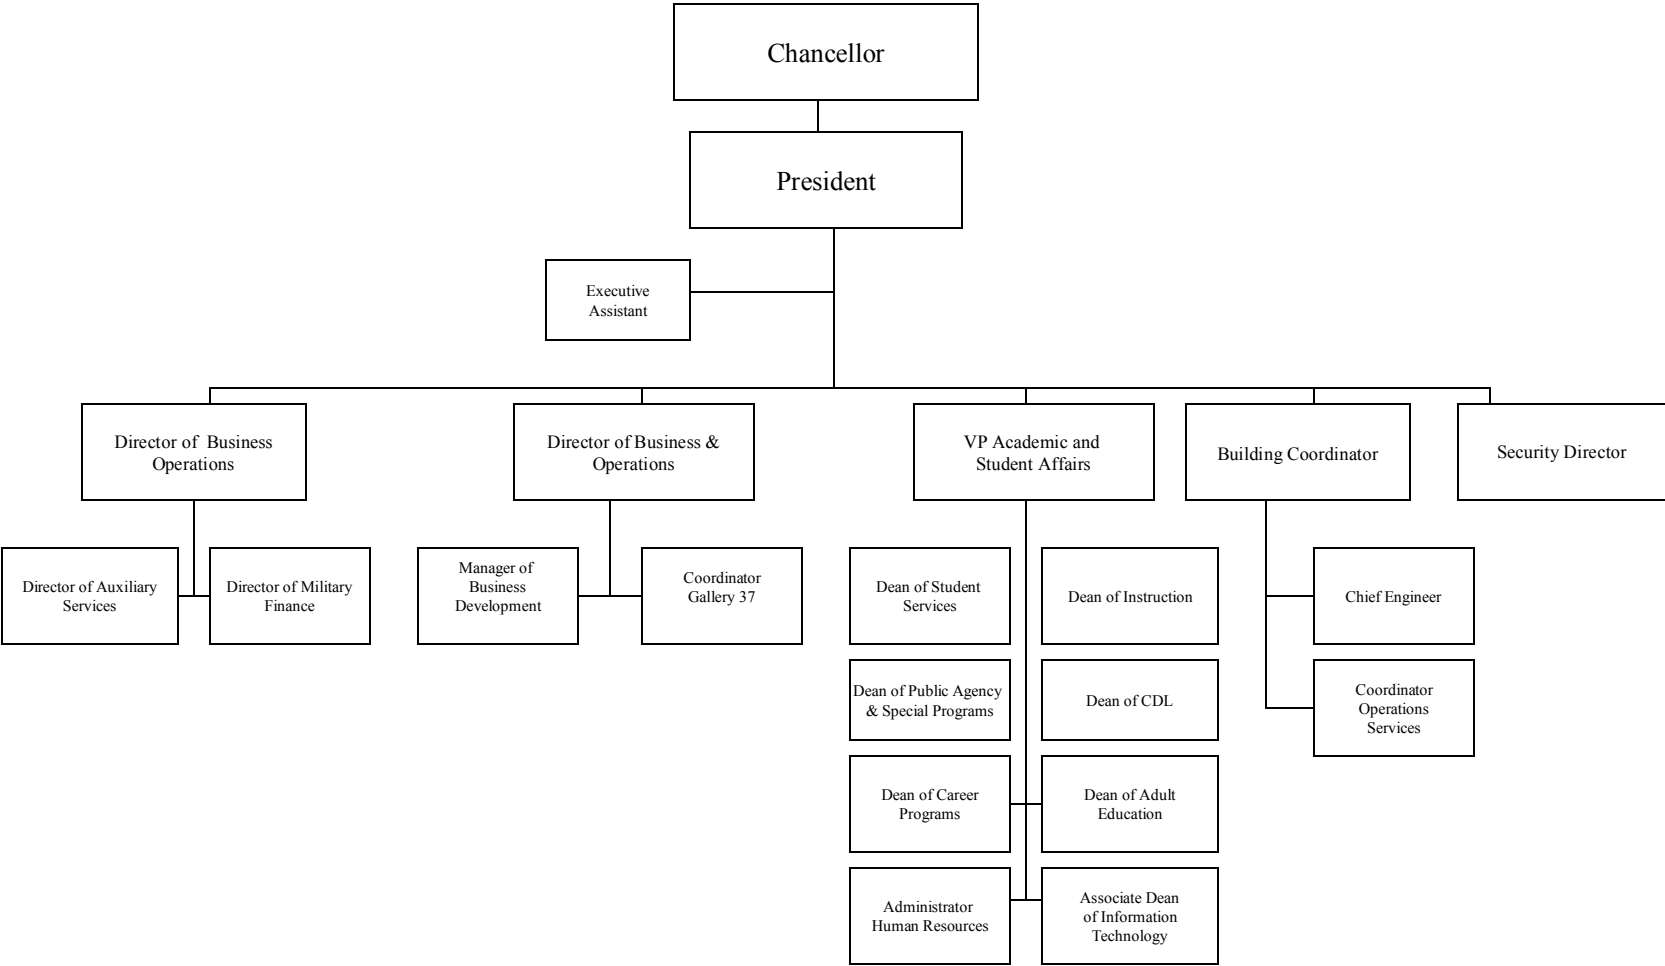 Chancellor
President
Executive
Assistant
Director of  Business
Operations
Director of Business &
Operations
VP Academic and
Student Affairs
Building Coordinator
Security Director
Director of Auxiliary
Services
Director of Military
Finance
Manager of
Business
Development
Coordinator
Gallery 37
Dean of Student
Services
Dean of Instruction
Chief Engineer
Dean of Public Agency
& Special Programs
Dean of CDL
Coordinator
Operations
Services
Dean of Career
Programs
Dean of Adult
Education
Administrator
Human Resources
Associate Dean
of Information
Technology